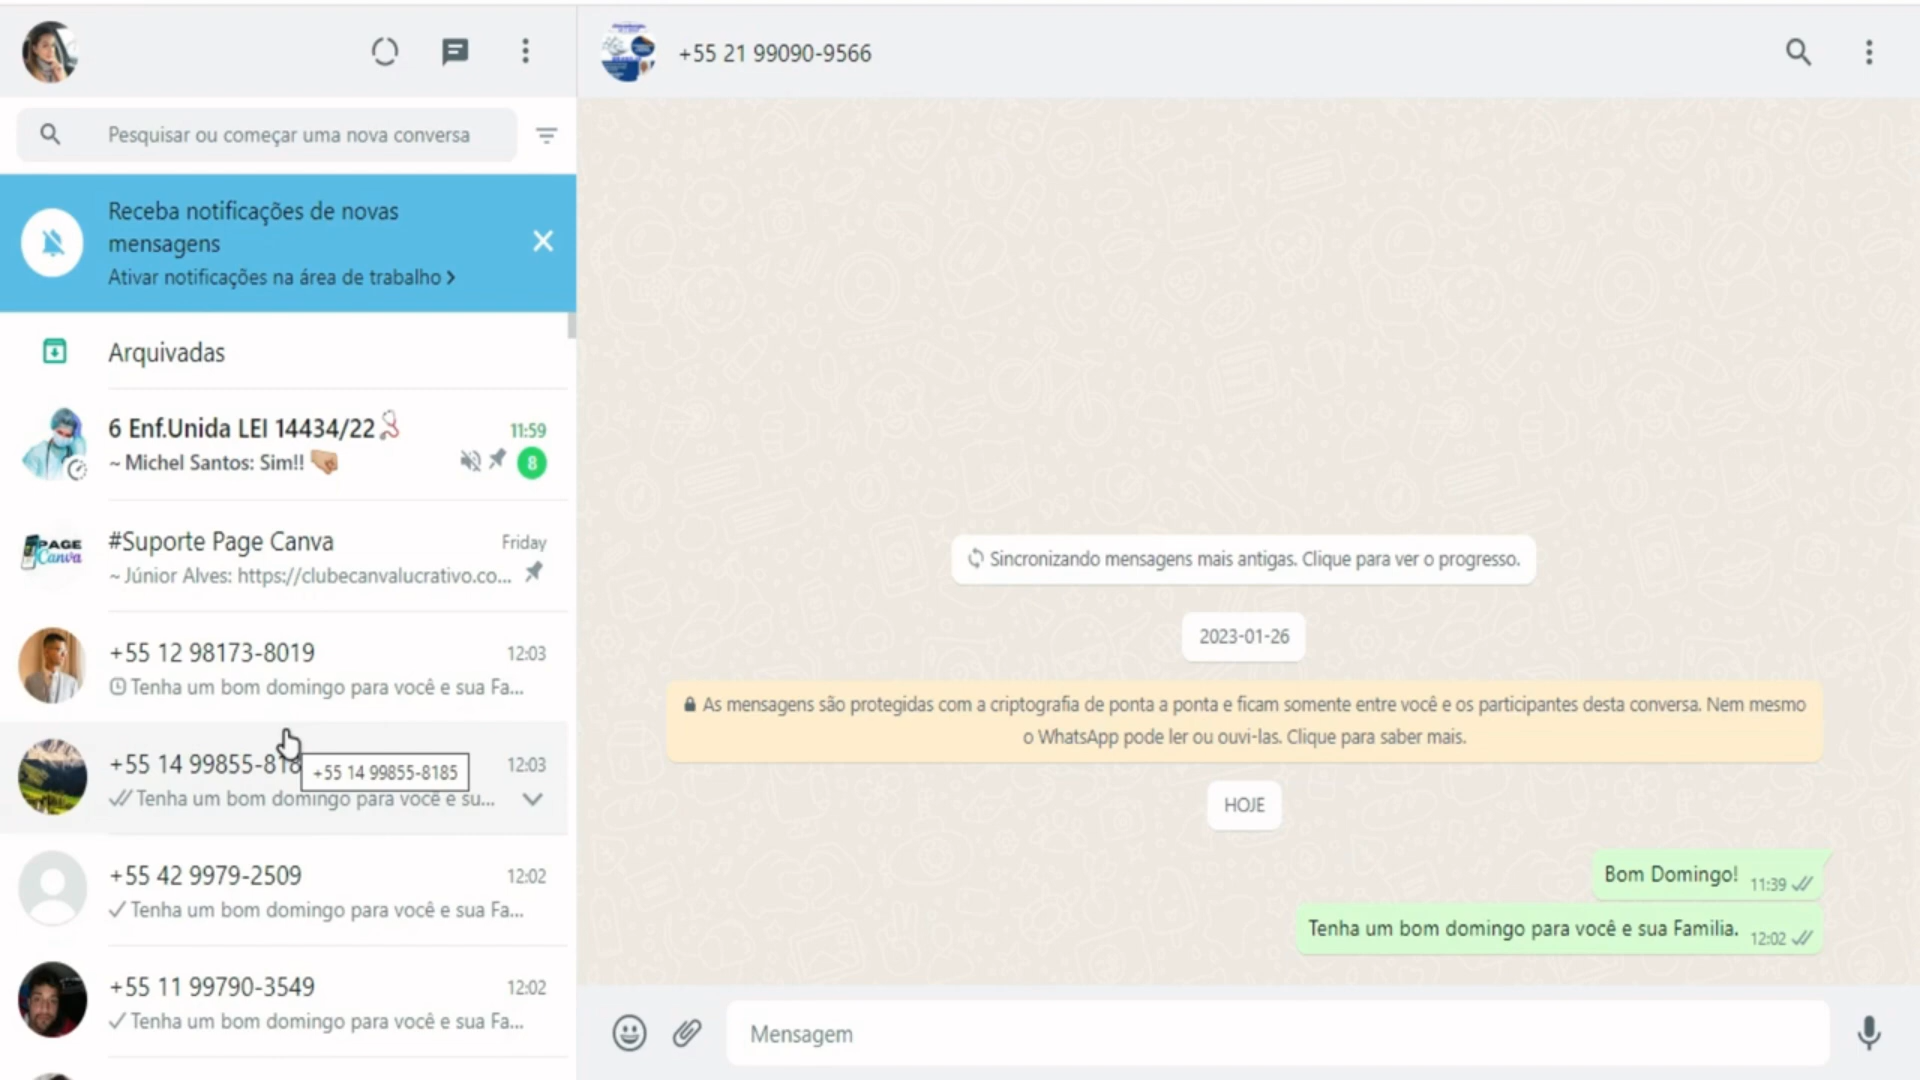 Pesquisar ou começar uma nova conversa
Receba notificações de novas
mensagens
Ativar notificações na área de trabalho
Arquivadas
6 Enf.Unida LEI 14434/22
11:59
~ Michel Santos: Sim!!
8
PAGE
Canva
#Suporte Page Canva
Friday
~ Júnior Alves: https://clubecanvalucrativo.co...
+55 12 98173-8019
12:03
Tenha um bom domingo para você e sua Fa...
+55 14 99855-818
12:03
+55 14 99855-8185
Tenha um bom domingo para você e su...
+55 42 9979-2509
12:02
Tenha um bom domingo para você e sua Fa...
+55 11 99790-3549
12:02
Tenha um bom domingo para você e sua Fa...
+55 21 99090-9566
Sincronizando mensagens mais antigas. Clique para ver o progresso.
2023-01-26
As mensagens são protegidas com a criptografia de ponta a ponta e ficam somente entre você e os participantes desta conversa. Nem mesmo
o WhatsApp pode ler ou ouvi-las. Clique para saber mais.
HOJE
Bom Domingo! 11:39
Tenha um bom domingo para você e sua Familia. 12:02
Mensagem